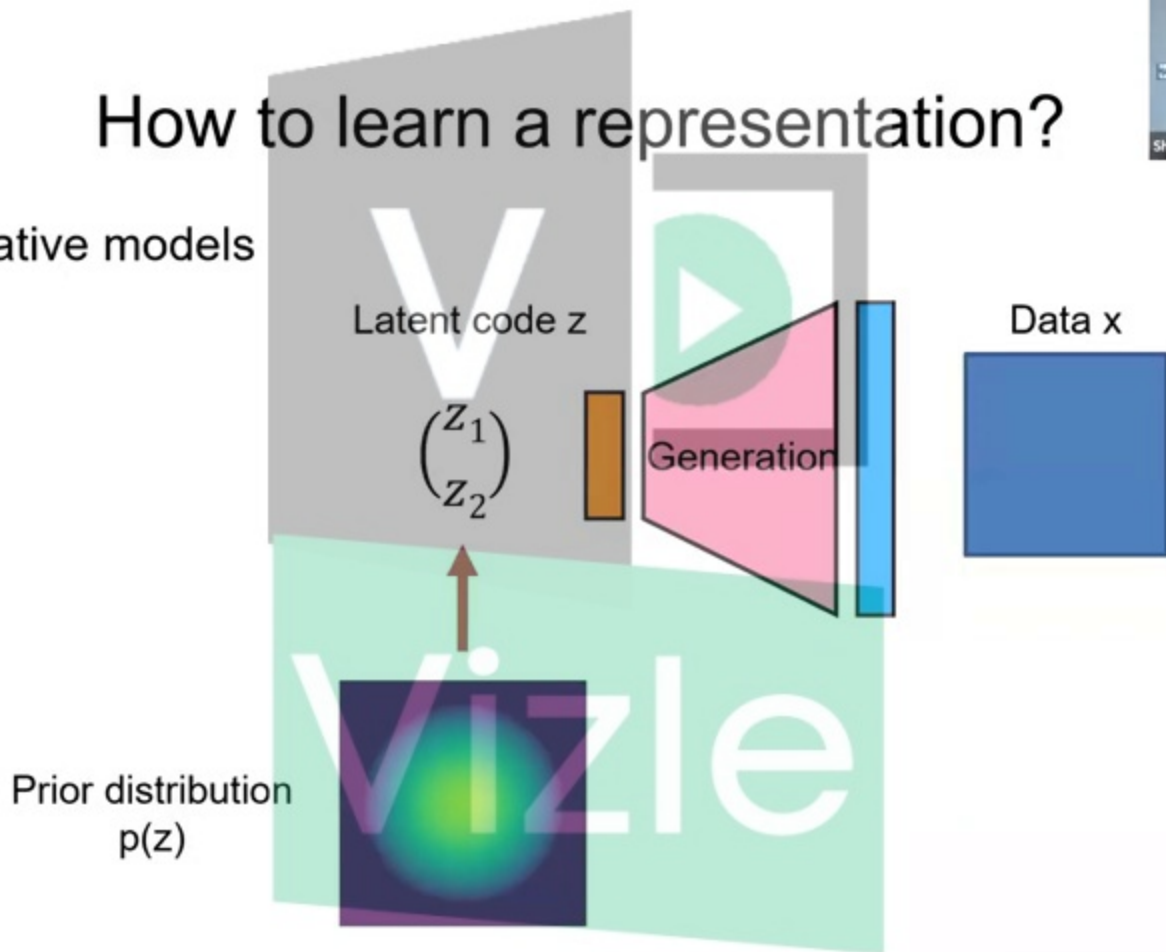 How to learn a representation?
ative models
Latent code z
Data x
z1
z2
Generation
V
Vizle
Prior distribution
p(z)